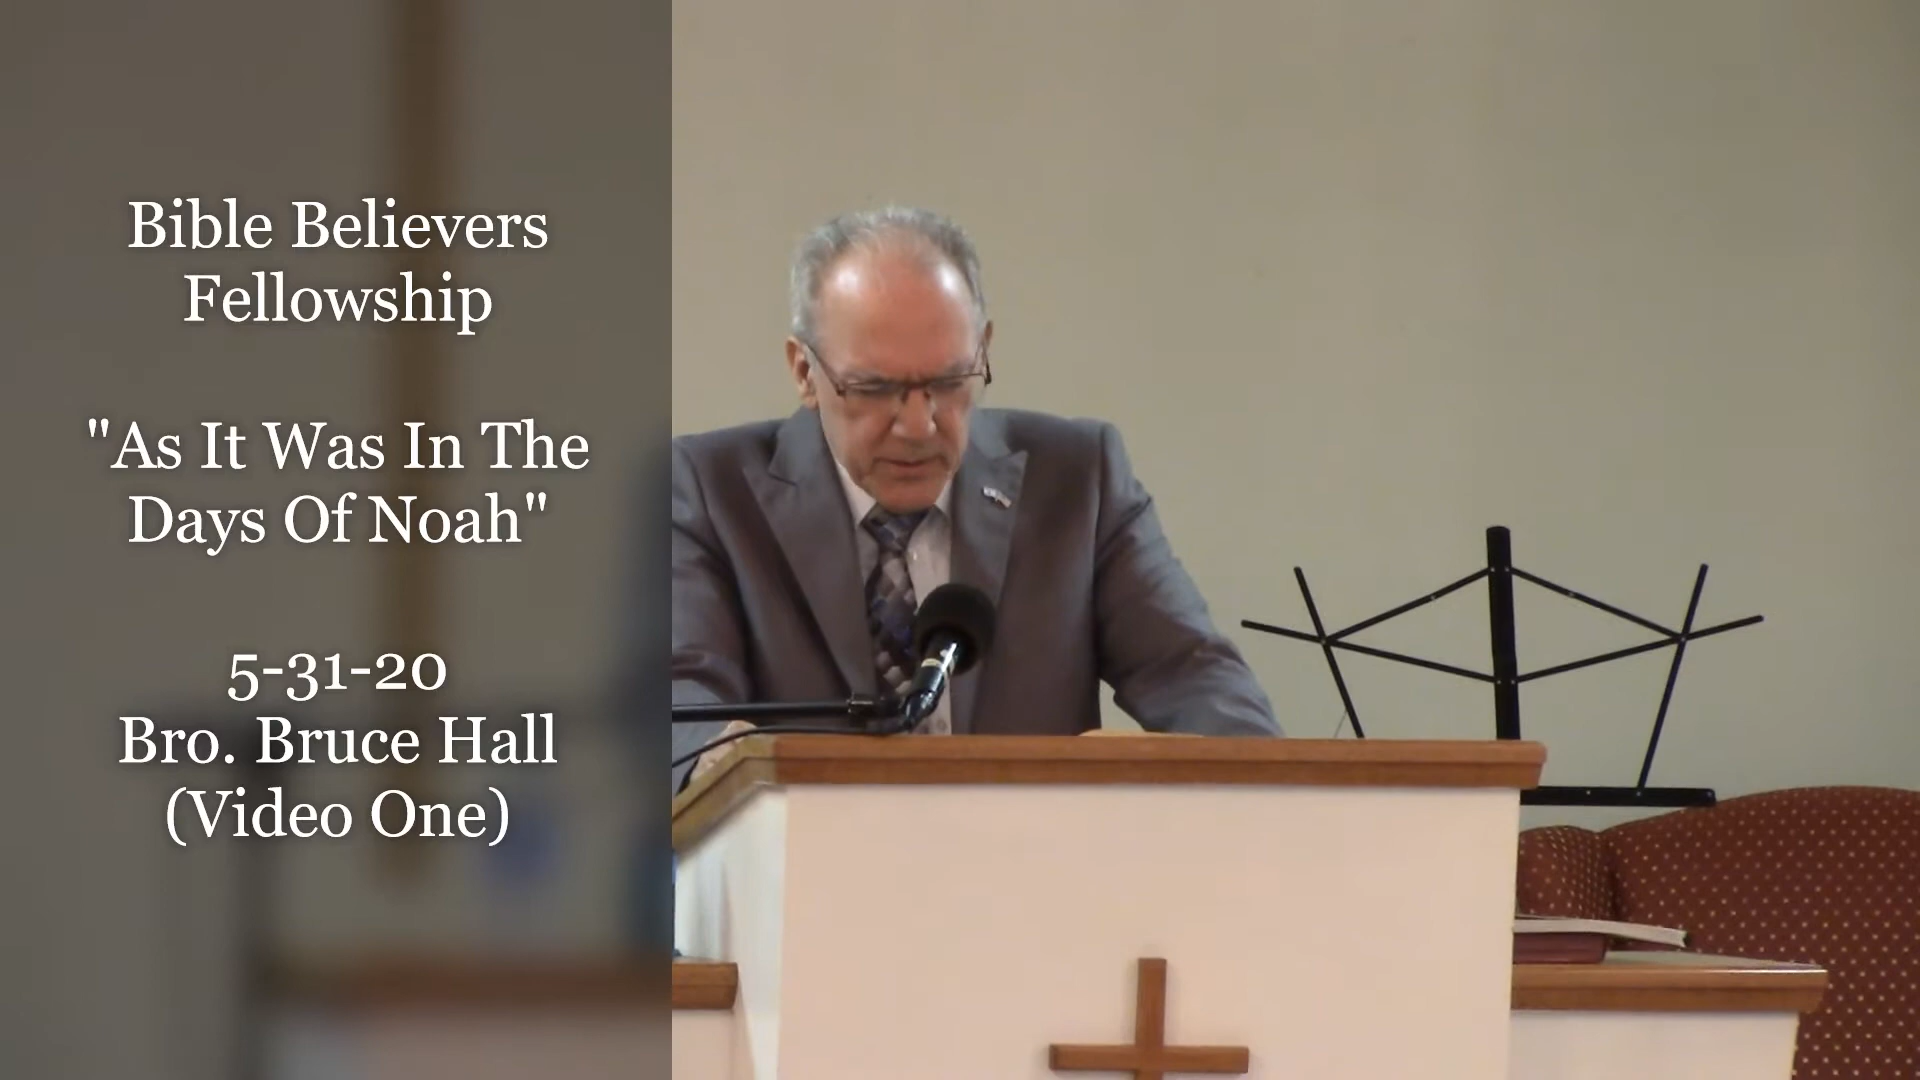 Bible Believers
Fellowship
"As It Was In The
Days Of Noah"
5-31-20
Bro. Bruce Hall
(Video One)